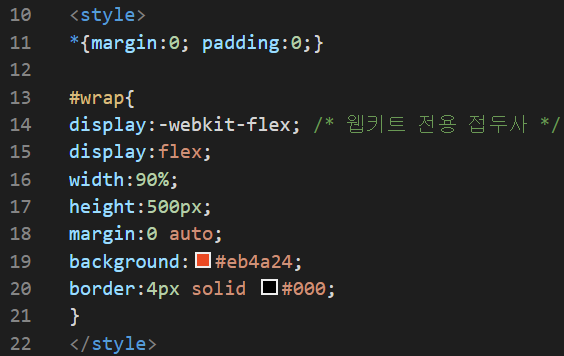 10 <style>
11 *{margin:0; padding:0;}
12
13 #wrap{
14 display:-webkit-flex; /* 웹키트 전용 접두사 */
15 display:flex;
16 width:90%;
17 height:500px;
18 margin:0 auto;
19 background:#eb4a24;
20 border:4px solid #000;
21 }
22 </style>